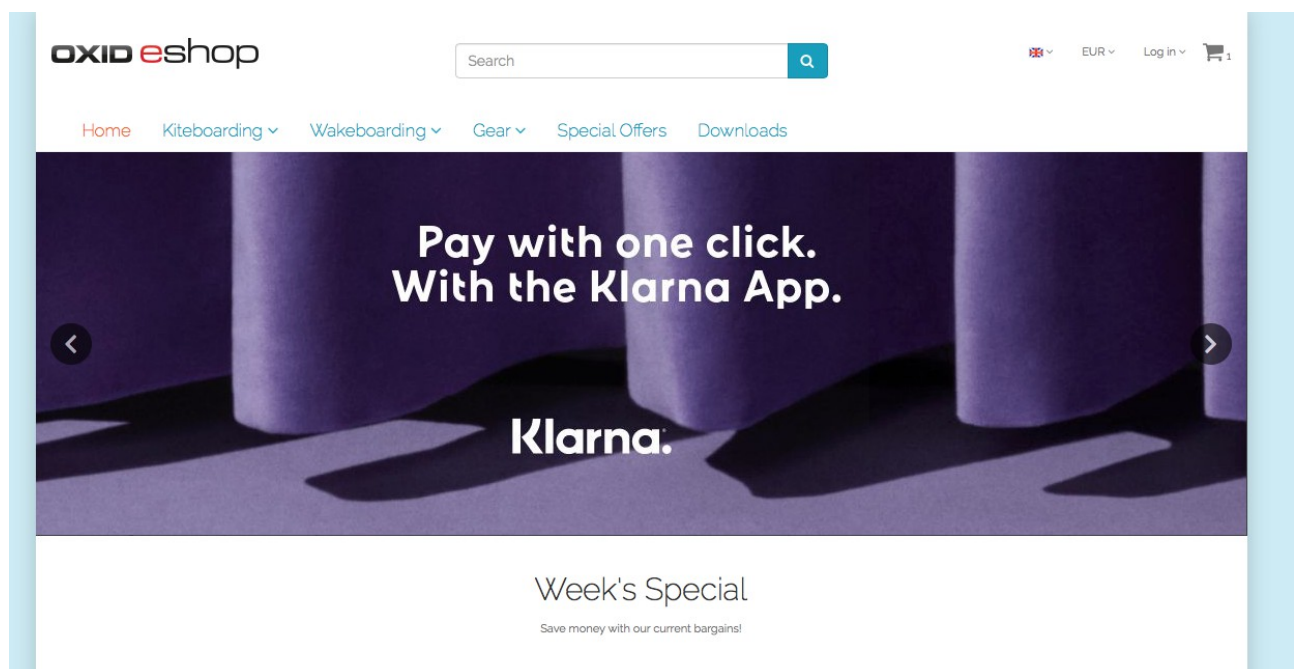 OXID eshop
Search
EUR
Log in
1
Home Kiteboarding Wakeboarding Gear Special Offers Downloads
Pay with one click.
With the Klarna App.
Klarna.
Week's Special
Save money with our current bargains!